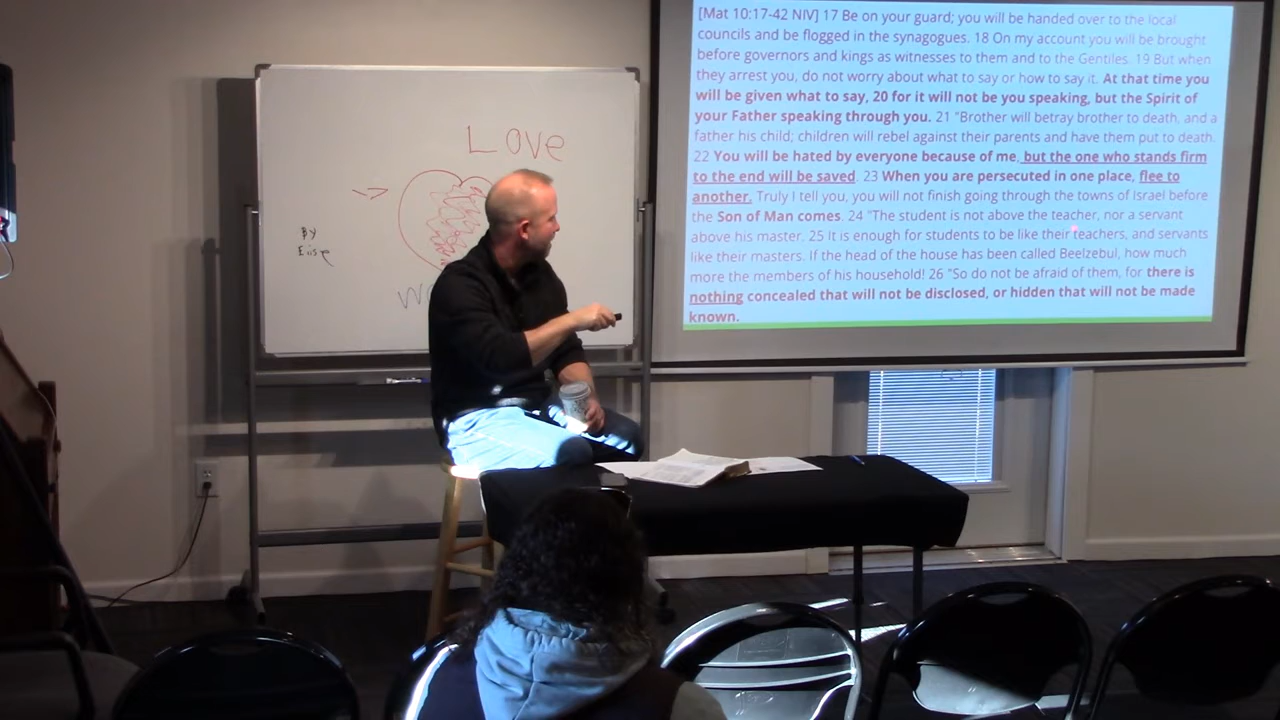 [Mat 10:17-42 NIV] 17 Be on your guard; you will be handed over to the local
councils and be flogged in the synagogues. 18 On my account you will be brought
before governors and kings as witnesses to them and to the Gentiles. 19 But when
they arrest you, do not worry about what to say or how to say it. At that time you
will be given what to say, 20 for it will not be you speaking, but the Spirit of
your Father speaking through you. 21 "Brother will betray brother to death, and a
father his child; children will rebel against their parents and have them put to death.
22 You will be hated by everyone because of me, but the one who stands firm
to the end will be saved. 23 When you are persecuted in one place, flee to
another. Truly I tell you, you will not finish going through the towns of Israel before
the Son of Man comes. 24 "The student is not above the teacher, nor a servant
above his master. 25 It is enough for students to be like their teachers, and servants
like their masters. If the head of the house has been called Beelzebul, how much
more the members of his household! 26 "So do not be afraid of them, for there is
nothing concealed that will not be disclosed, or hidden that will not be made
known.
Love
By